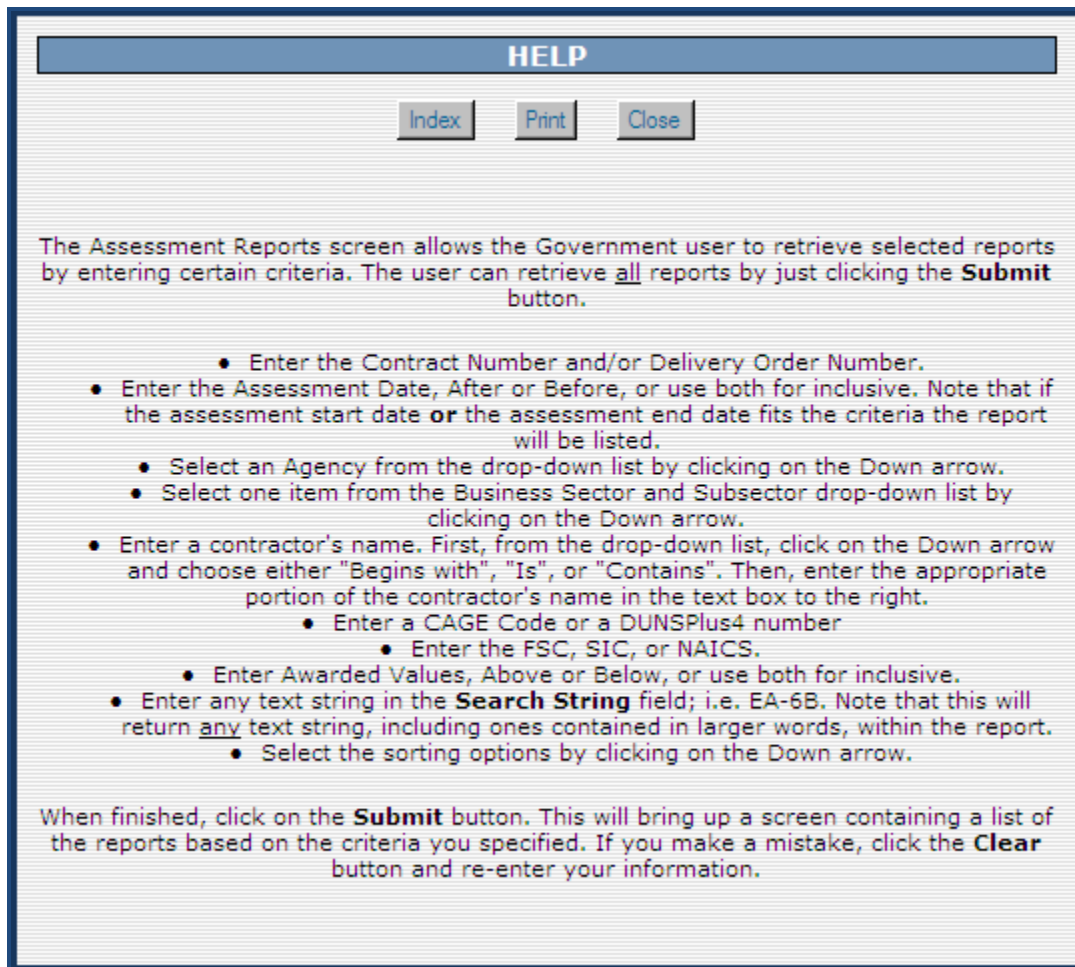 HELP
Index Print Close
The Assessment Reports screen allows the Government user to retrieve selected reports
by entering certain criteria. The user can retrieve all reports by just clicking the Submit
button.
• Enter the Contract Number and/or Delivery Order Number.
• Enter the Assessment Date, After or Before, or use both for inclusive. Note that if
the assessment start date or the assessment end date fits the criteria the report
will be listed.
• Select an Agency from the drop-down list by clicking on the Down arrow.
• Select one item from the Business Sector and Subsector drop-down list by
clicking on the Down arrow.
• Enter a contractor's name. First, from the drop-down list, click on the Down arrow
and choose either "Begins with", "Is", or "Contains". Then, enter the appropriate
portion of the contractor's name in the text box to the right.
• Enter a CAGE Code or a DUNSPlus4 number
• Enter the FSC, SIC, or NAICS.
• Enter Awarded Values, Above or Below, or use both for inclusive.
• Enter any text string in the Search String field; i.e. EA-6B. Note that this will
return any text string, including ones contained in larger words, within the report.
• Select the sorting options by clicking on the Down arrow.
When finished, click on the Submit button. This will bring up a screen containing a list of
the reports based on the criteria you specified. If you make a mistake, click the Clear
button and re-enter your information.